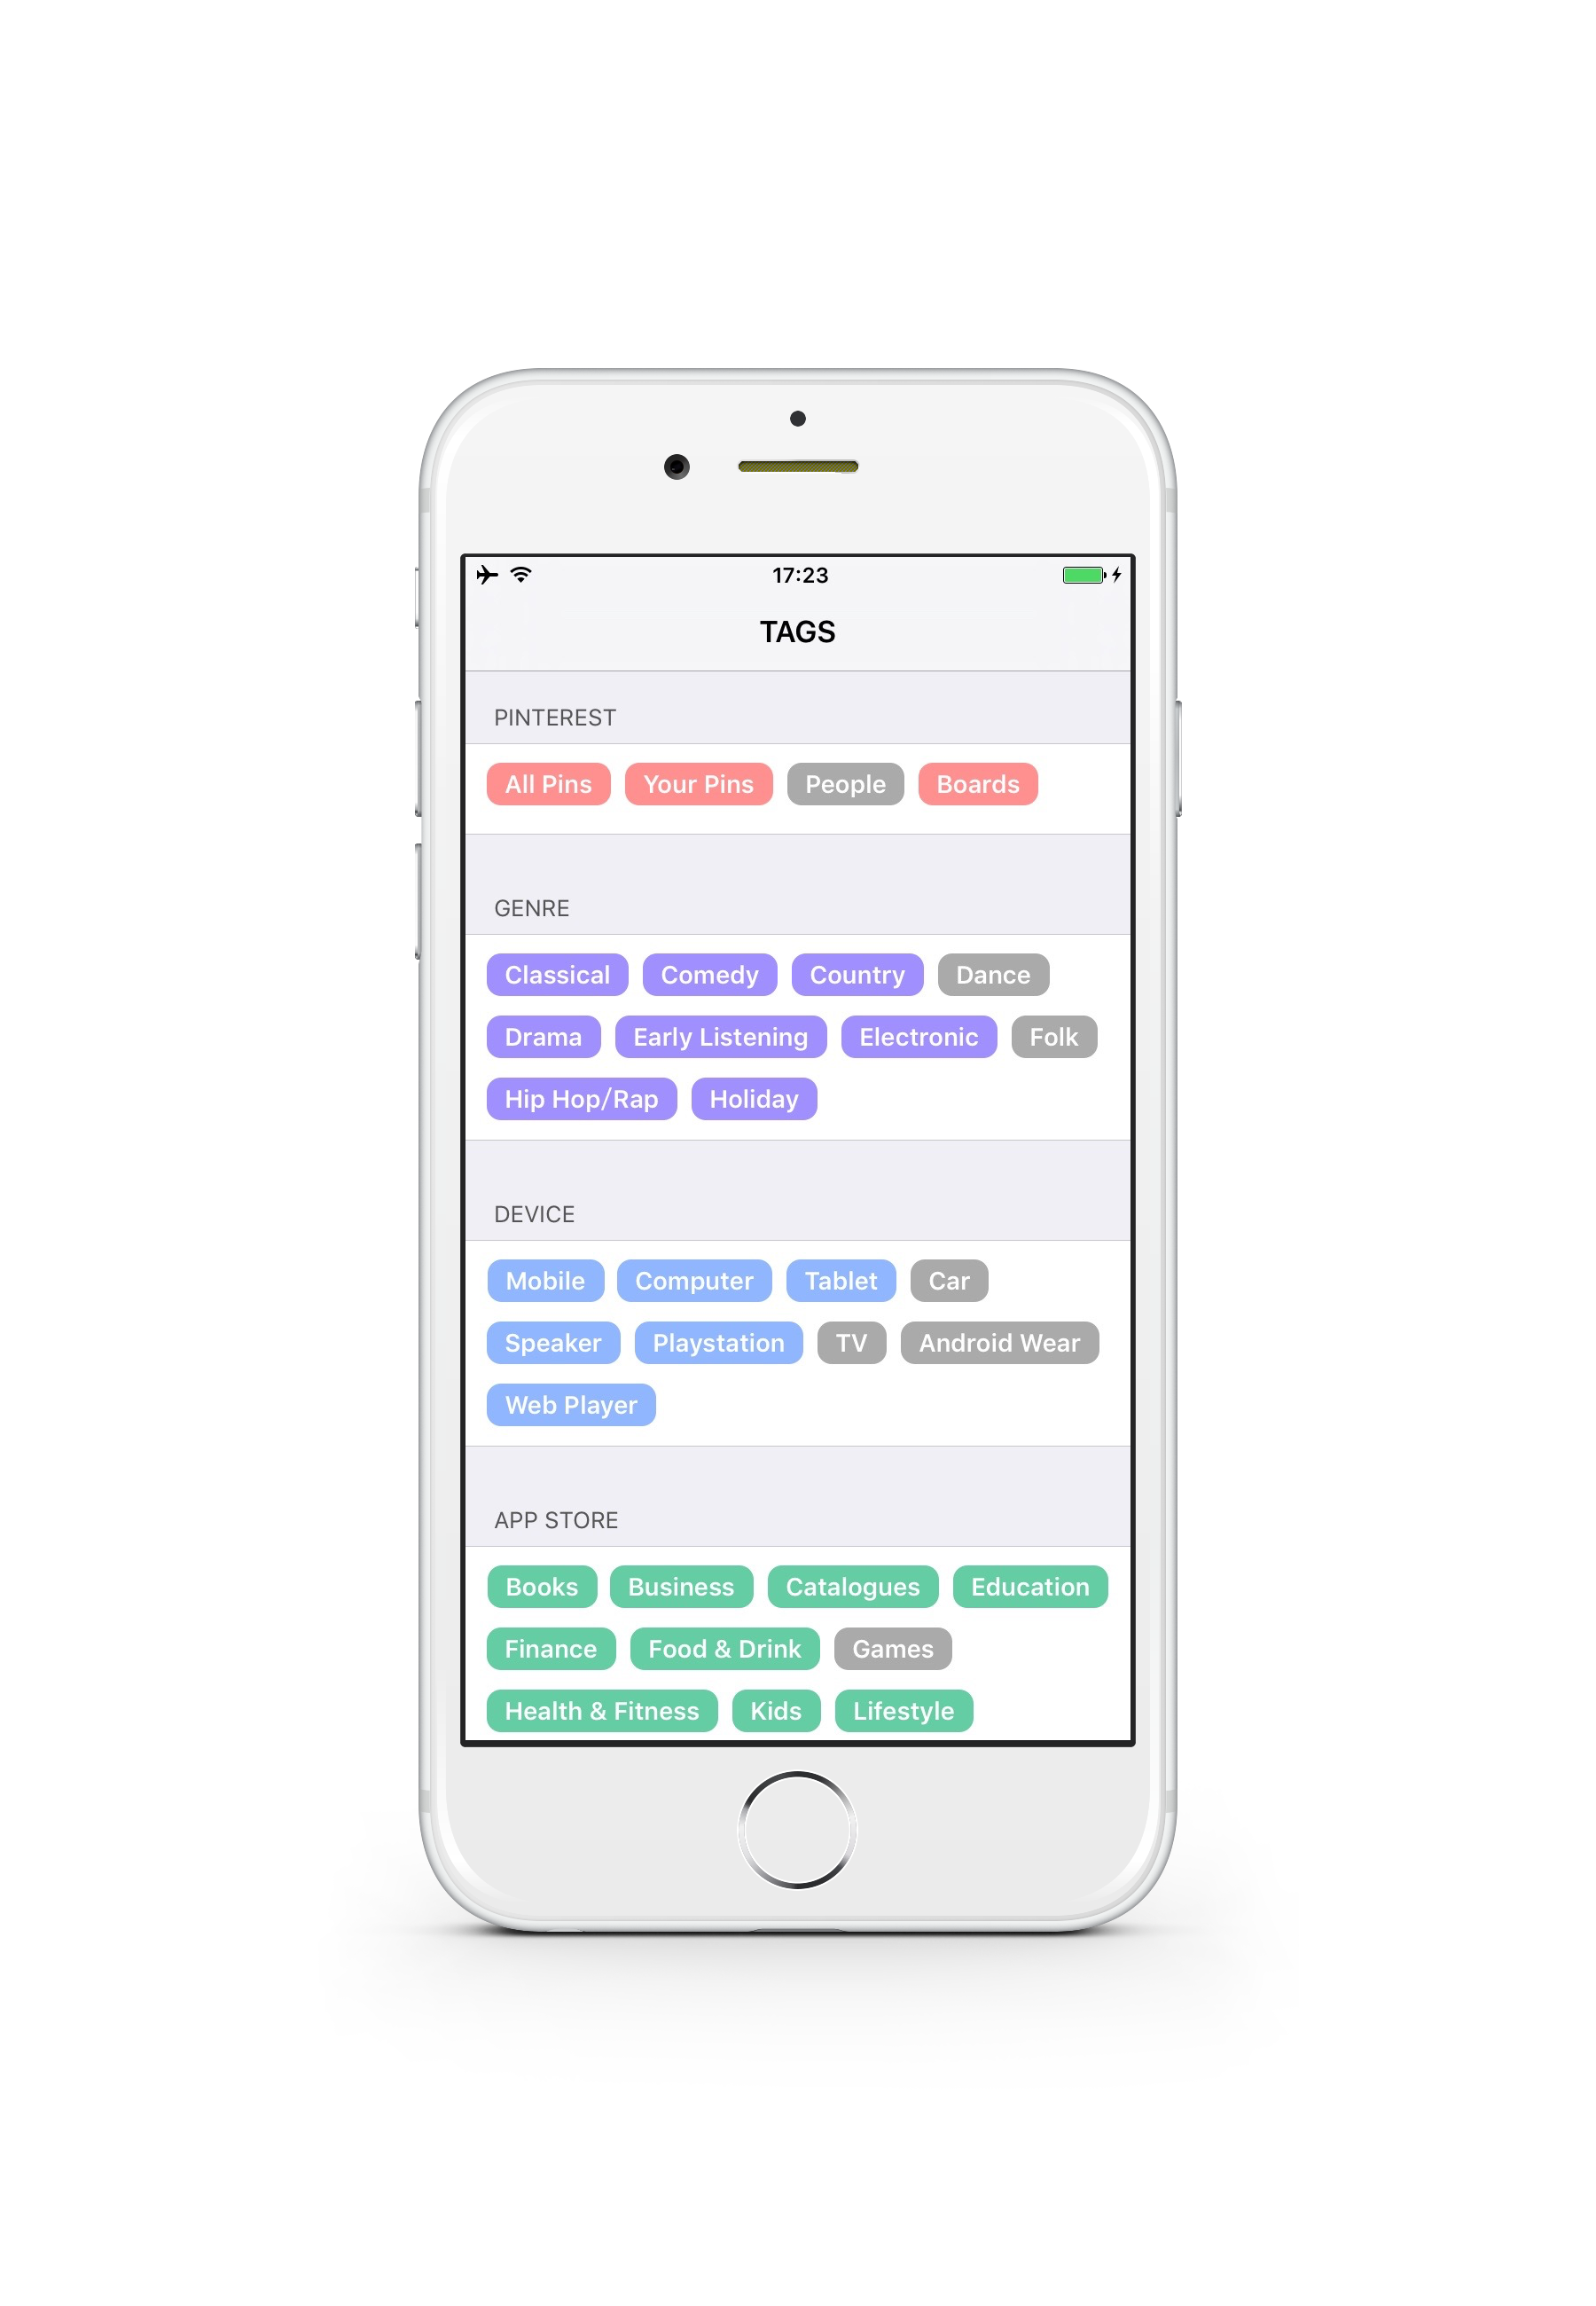 17:23
TAGS
PINTEREST
All Pins Your Pins People Boards
GENRE
Classical Comedy Country Dance
Drama Early Listening Electronic Folk
Hip Hop/Rap Holiday
DEVICE
Mobile Computer Tablet Car
Speaker Playstation TV Android Wear
Web Player
APP STORE
Books Business Catalogues Education
Finance Food & Drink Games
Health & Fitness Kids Lifestyle